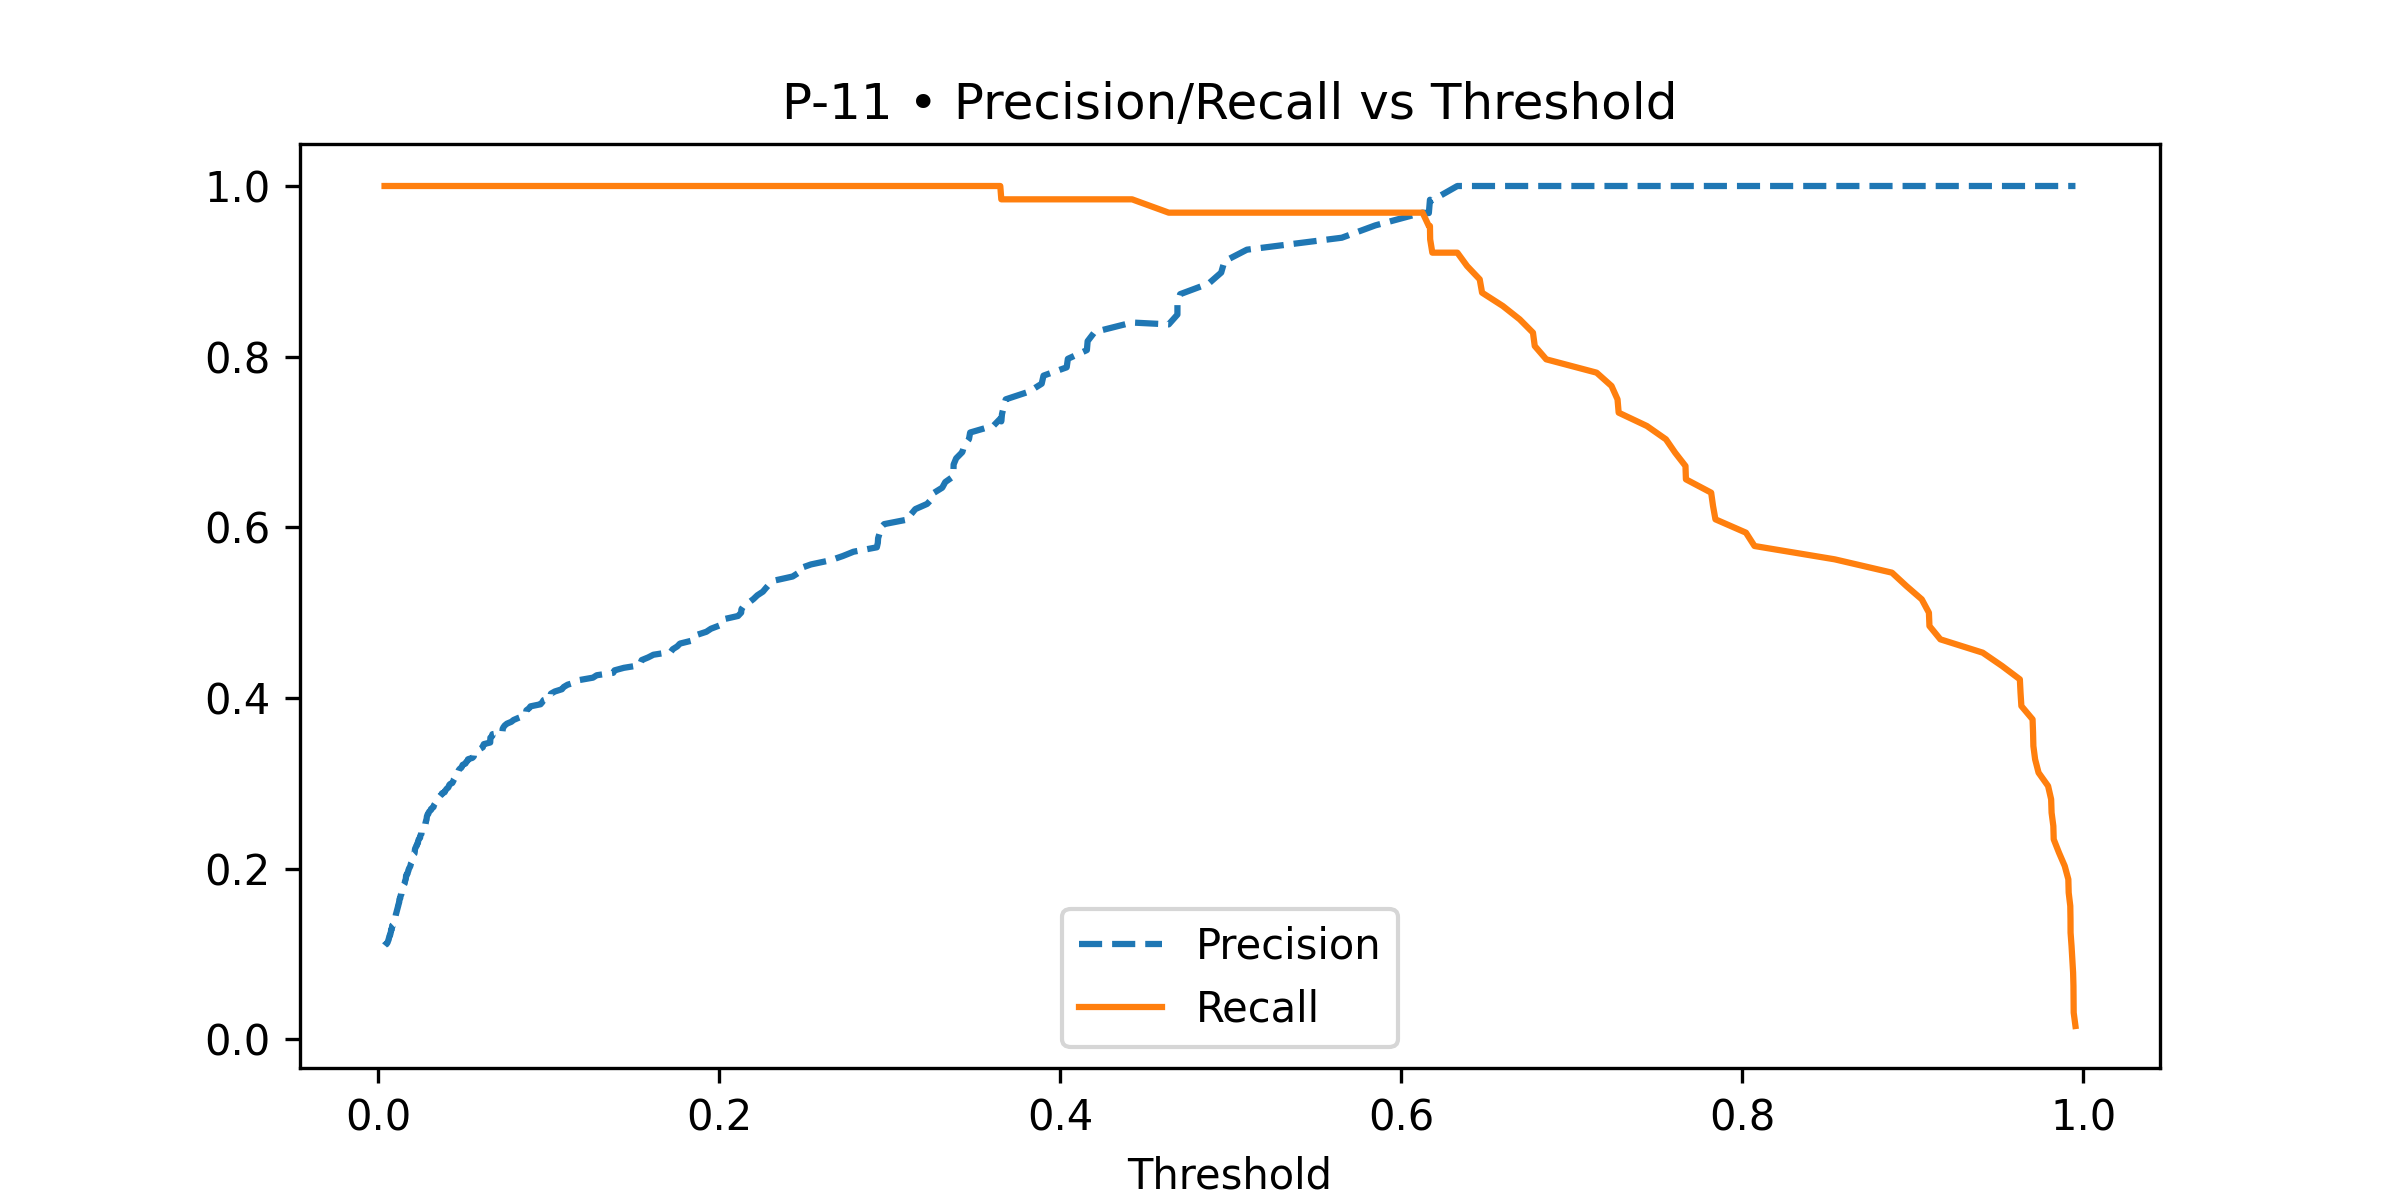 P-11 • Precision/Recall vs Threshold
1.0
0.8
0.6
0.4
0.2
0.0
Precision
Recall
0.0 0.2 0.4 0.6 0.8 1.0
Threshold